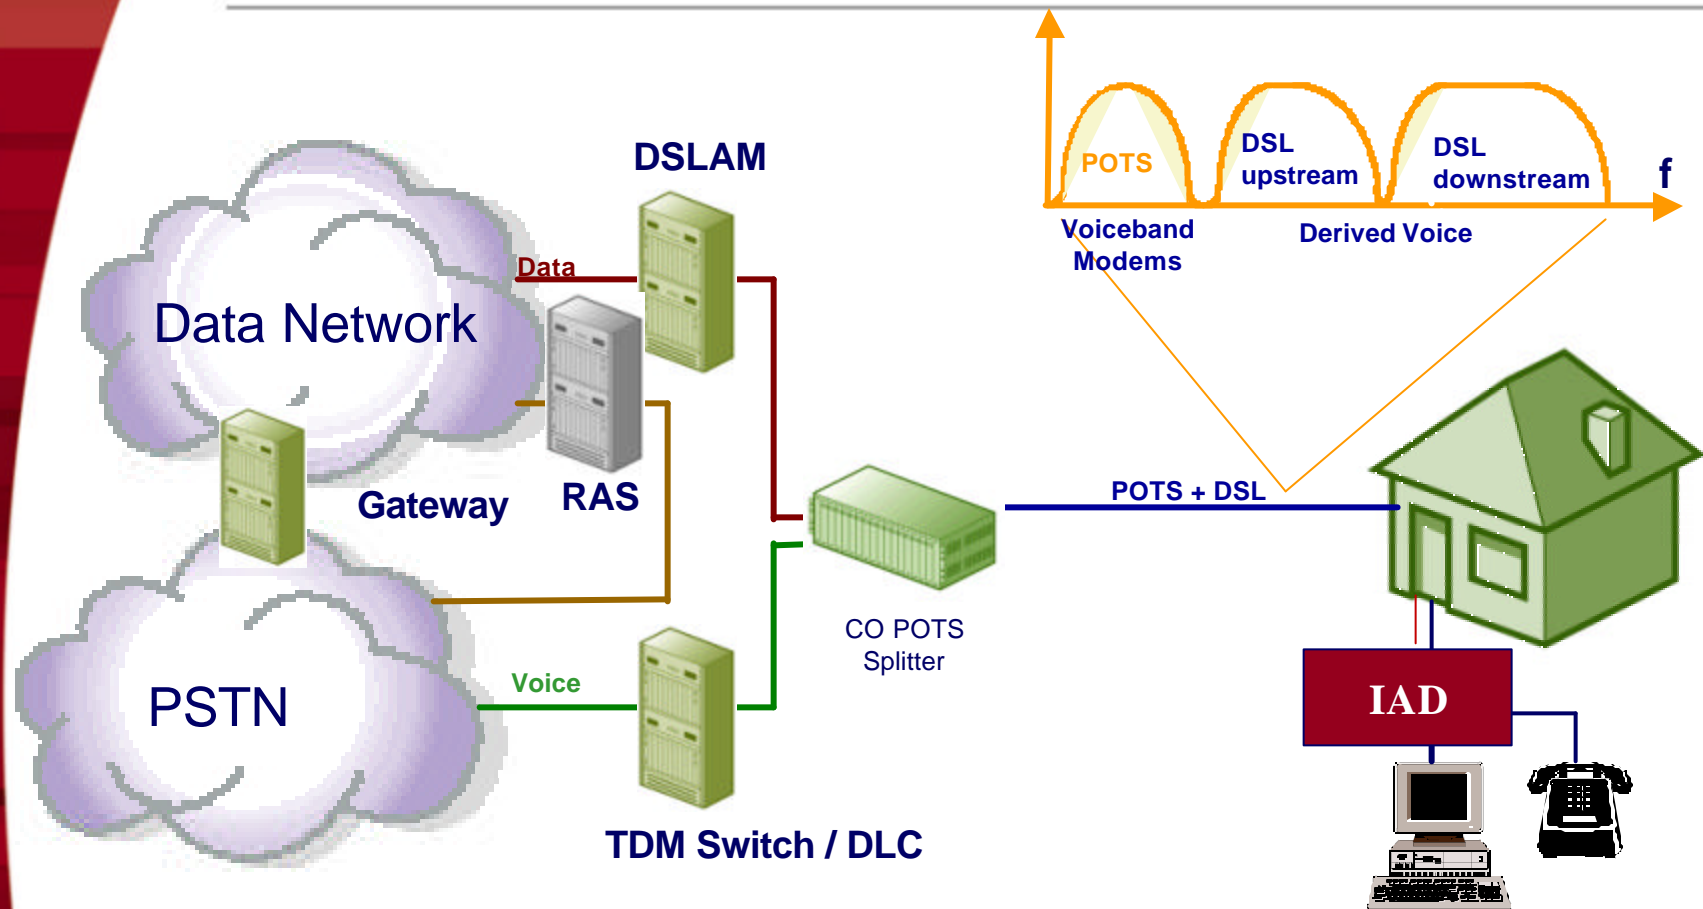 DSLAM
POTS
DSL
upstream
DSL
downstream
f
Voiceband
Modems
Derived Voice
Data
Data Network
Gateway
RAS
POTS + DSL
CO POTS
Splitter
Voice
PSTN
IAD
TDM Switch / DLC